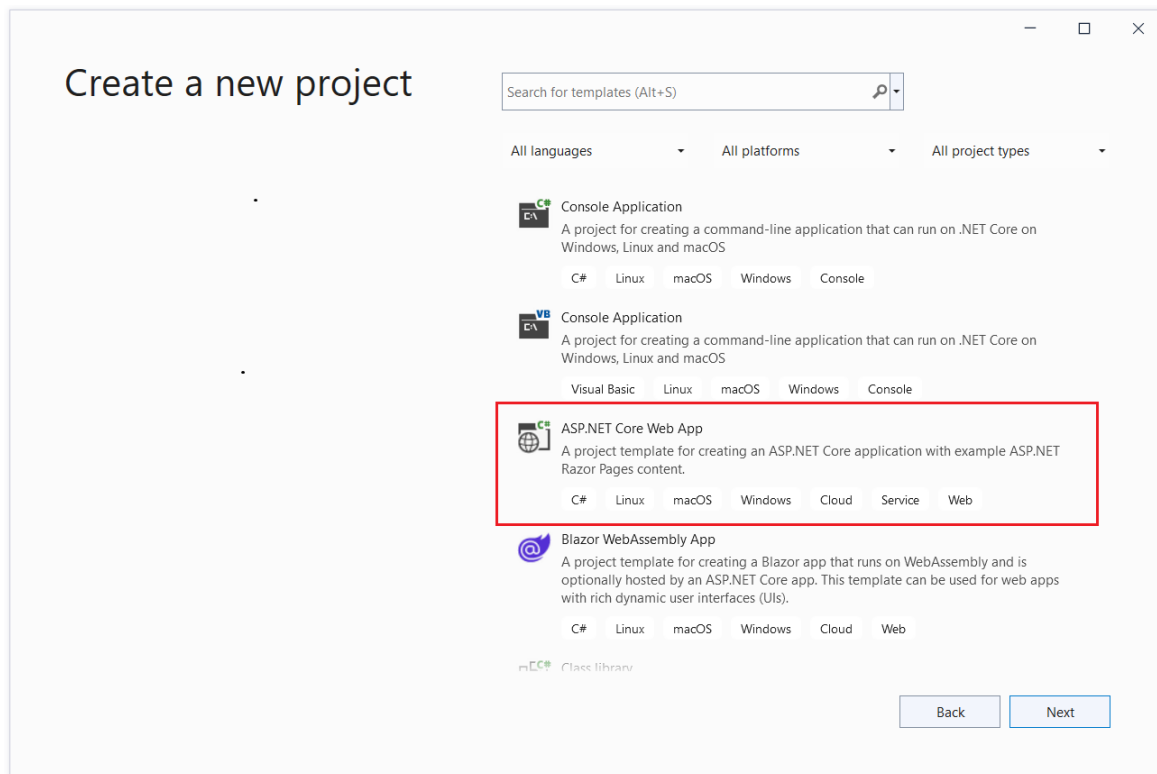 Create a new project
Search for templates (Alt+S)
All languages
All platforms
All project types
C#
C:\
Console Application
A project for creating a command-line application that can run on .NET Core on
Windows, Linux and macOS
C# Linux macOS Windows Console
VB
C:\
Console Application
A project for creating a command-line application that can run on .NET Core on
Windows, Linux and macOS
Visual Basic Linux macOS Windows Console
C#
ASP.NET Core Web App
A project template for creating an ASP.NET Core application with example ASP.NET
Razor Pages content.
C# Linux macOS Windows Cloud Service Web
@
Blazor WebAssembly App
A project template for creating a Blazor app that runs on WebAssembly and is
optionally hosted by an ASP.NET Core app. This template can be used for web apps
with rich dynamic user interfaces (UIs).
C# Linux macOS Windows Cloud Web
C#
Class library
Back
Next